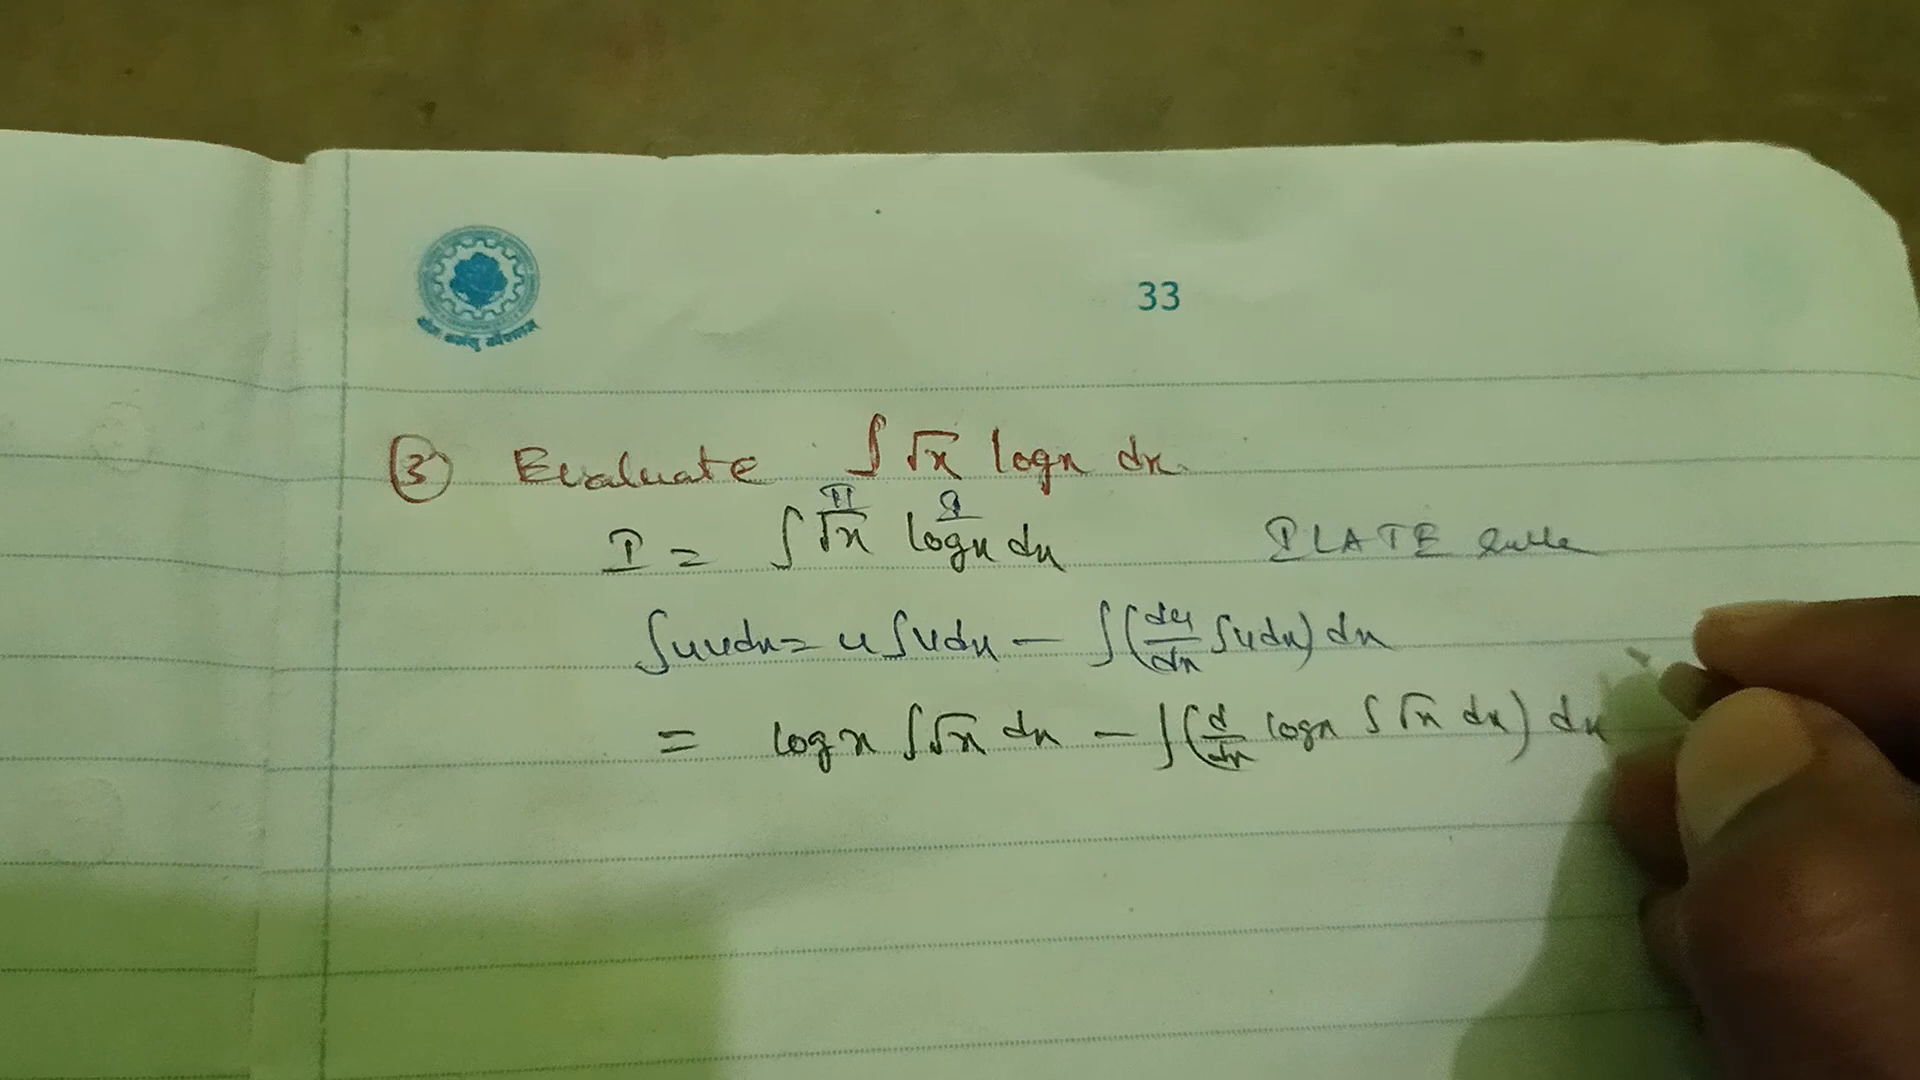 33
③ Evaluate ∫ √x logx dx.
I = ∫ √x logx dx ILATE Rule
II I
∫uvdx = u∫vdx − ∫(du/dx ∫vdx) dx
= logx ∫√x dx − ∫(d/dx logx ∫√x dx) dx